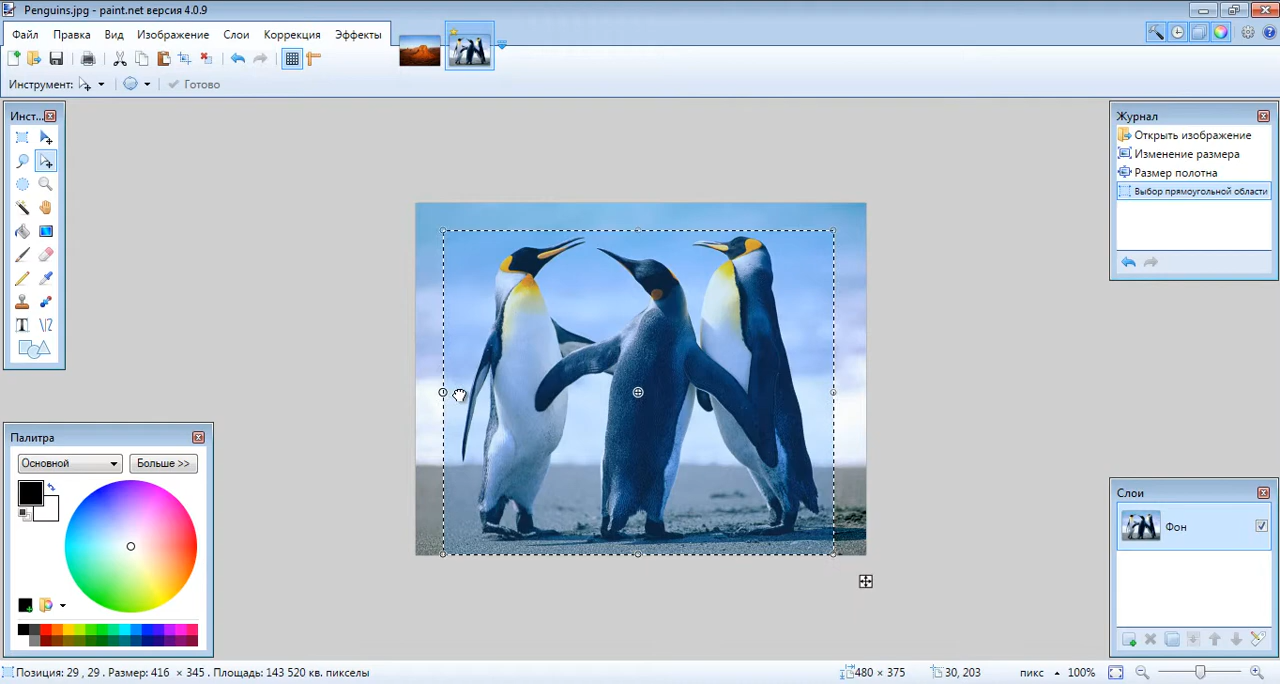 Penguins.jpg - paint.net версия 4.0.9
Файл Правка Вид Изображение Слои Коррекция Эффекты
Инструмент: Готово
Инст...
Журнал
Открыть изображение
Изменение размера
Размер полотна
Выбор прямоугольной области
Палитра
Основной Больше >>
Слои
Фон
Позиция: 29 , 29 . Размер: 416 × 345. Площадь: 143 520 кв. пикселы 480 × 375 30, 203 пикс 100%